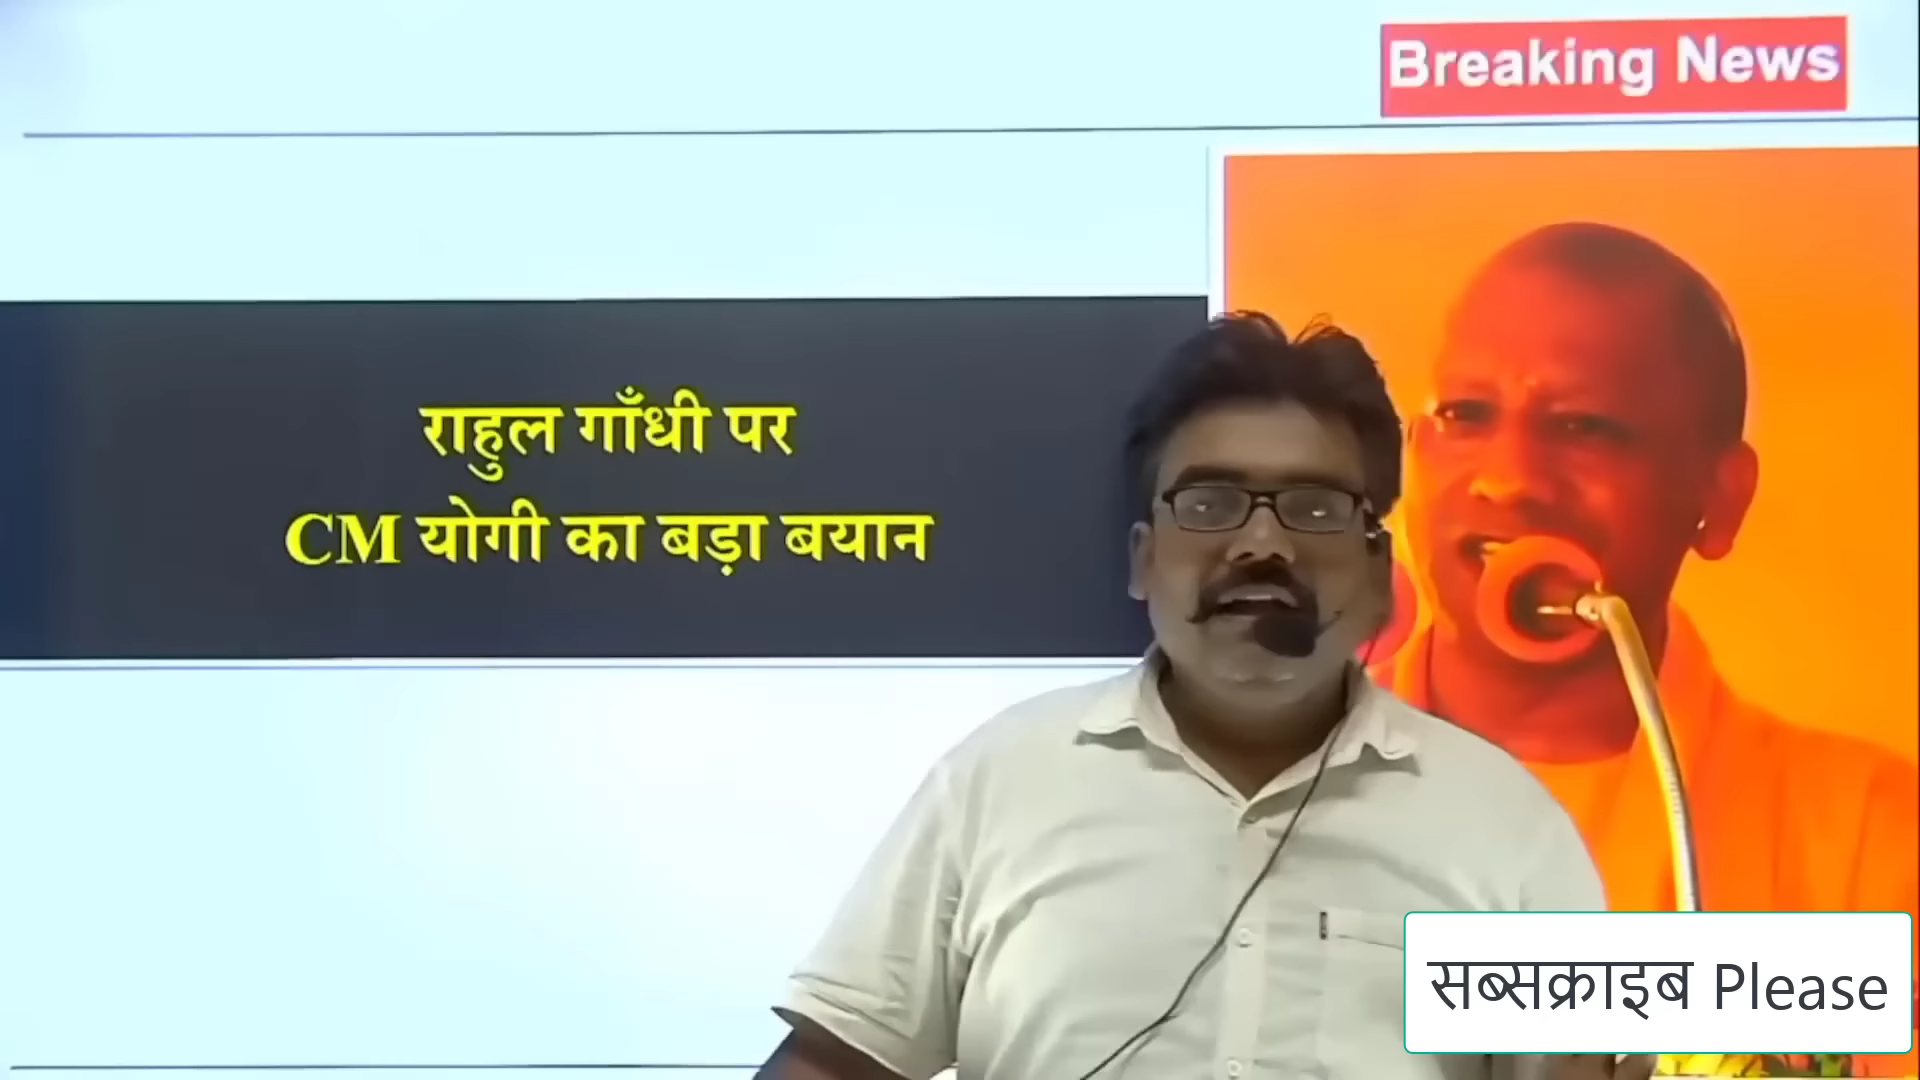 Breaking News
राहुल गाँधी पर
CM योगी का बड़ा बयान
सब्सक्राइब Please